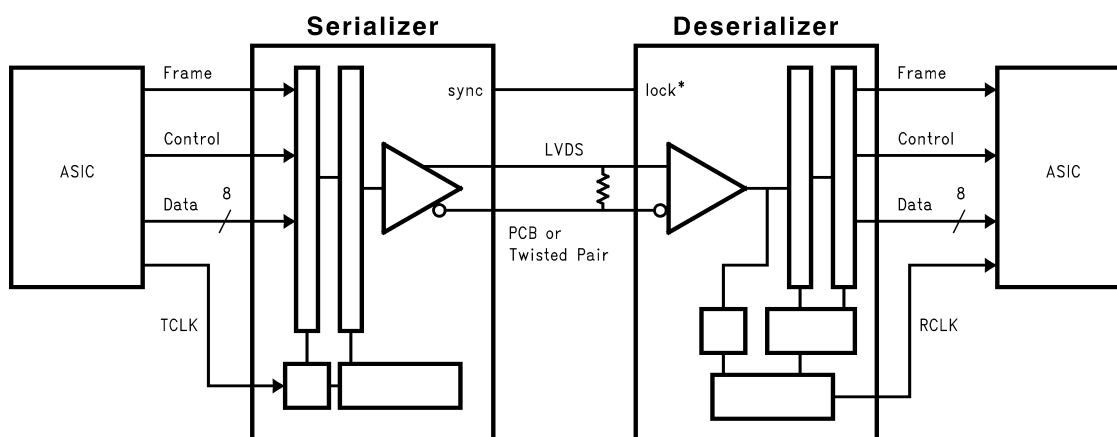 Serializer
Deserializer
Frame
sync
lock*
Frame
Control
LVDS
Control
ASIC
ASIC
Data
8
Data
8
PCB or
Twisted Pair
TCLK
RCLK